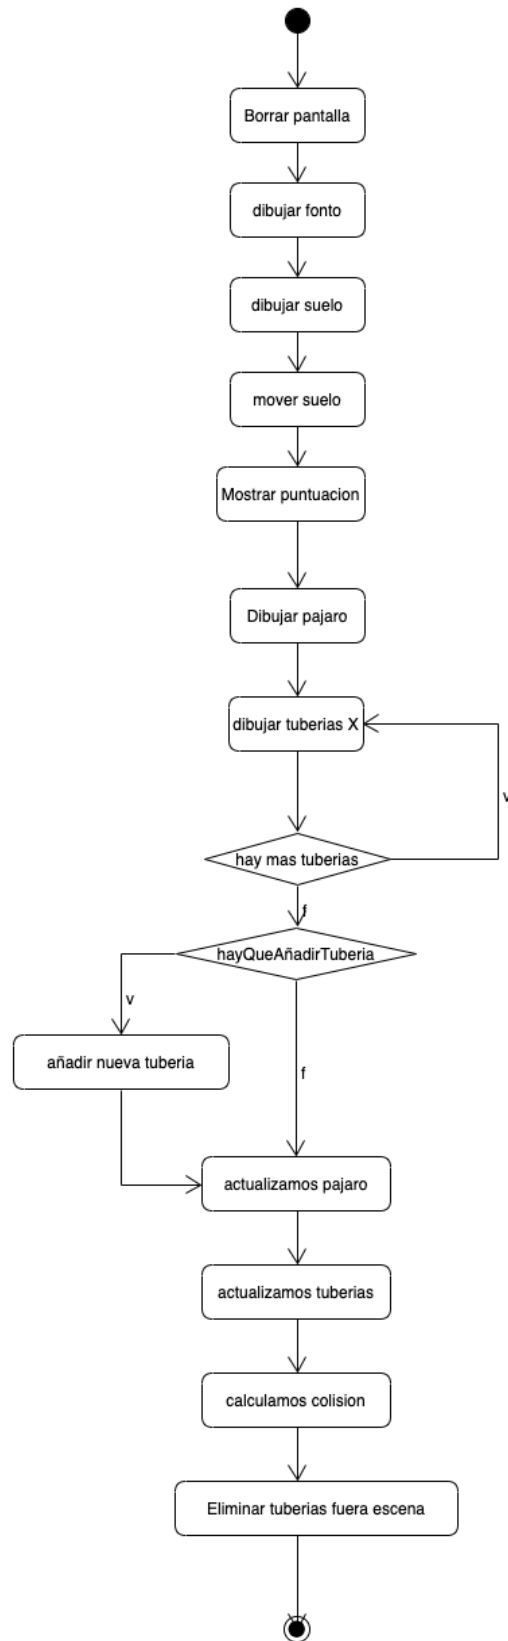 Borrar pantalla
dibujar fonto
dibujar suelo
mover suelo
Mostrar puntuacion
Dibujar pajaro
dibujar tuberias X
v
hay mas tuberias
f
hayQueAñadirTuberia
v
añadir nueva tuberia
f
actualizamos pajaro
actualizamos tuberias
calculamos colision
Eliminar tuberias fuera escena